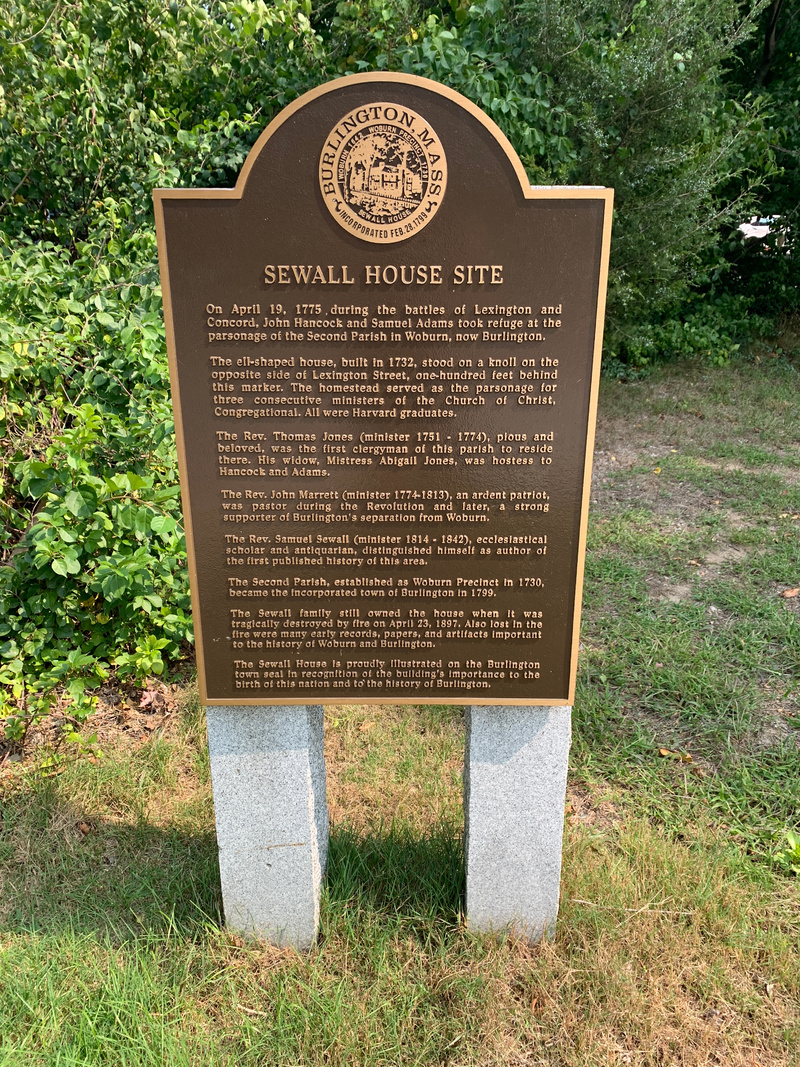 BURLINGTON MASS
WOBURN 1642 WOBURN PRECINCT 1730
SEWALL HOUSE
INCORPORATED FEB. 28, 1799
SEWALL HOUSE SITE
On April 19, 1775 during the battles of Lexington and
Concord, John Hancock and Samuel Adams took refuge at the
parsonage of the Second Parish in Woburn, now Burlington.
The ell-shaped house, built in 1732, stood on a knoll on the
opposite side of Lexington Street, one-hundred feet behind
this marker. The homestead served as the parsonage for
three consecutive ministers of the Church of Christ,
Congregational. All were Harvard graduates.
The Rev. Thomas Jones (minister 1751 - 1774), pious and
beloved, was the first clergyman of this parish to reside
there. His widow, Mistress Abigail Jones, was hostess to
Hancock and Adams.
The Rev. John Marrett (minister 1774-1813), an ardent patriot,
was pastor during the Revolution and later, a strong
supporter of Burlington's separation from Woburn.
The Rev. Samuel Sewall (minister 1814 - 1842), ecclesiastical
scholar and antiquarian, distinguished himself as author of
the first published history of this area.
The Second Parish, established as Woburn Precinct in 1730,
became the incorporated town of Burlington in 1799.
The Sewall family still owned the house when it was
tragically destroyed by fire on April 23, 1897. Also lost in the
fire were many early records, papers, and artifacts important
to the history of Woburn and Burlington.
The Sewall House is proudly illustrated on the Burlington
town seal in recognition of the building's importance to the
birth of this nation and to the history of Burlington.